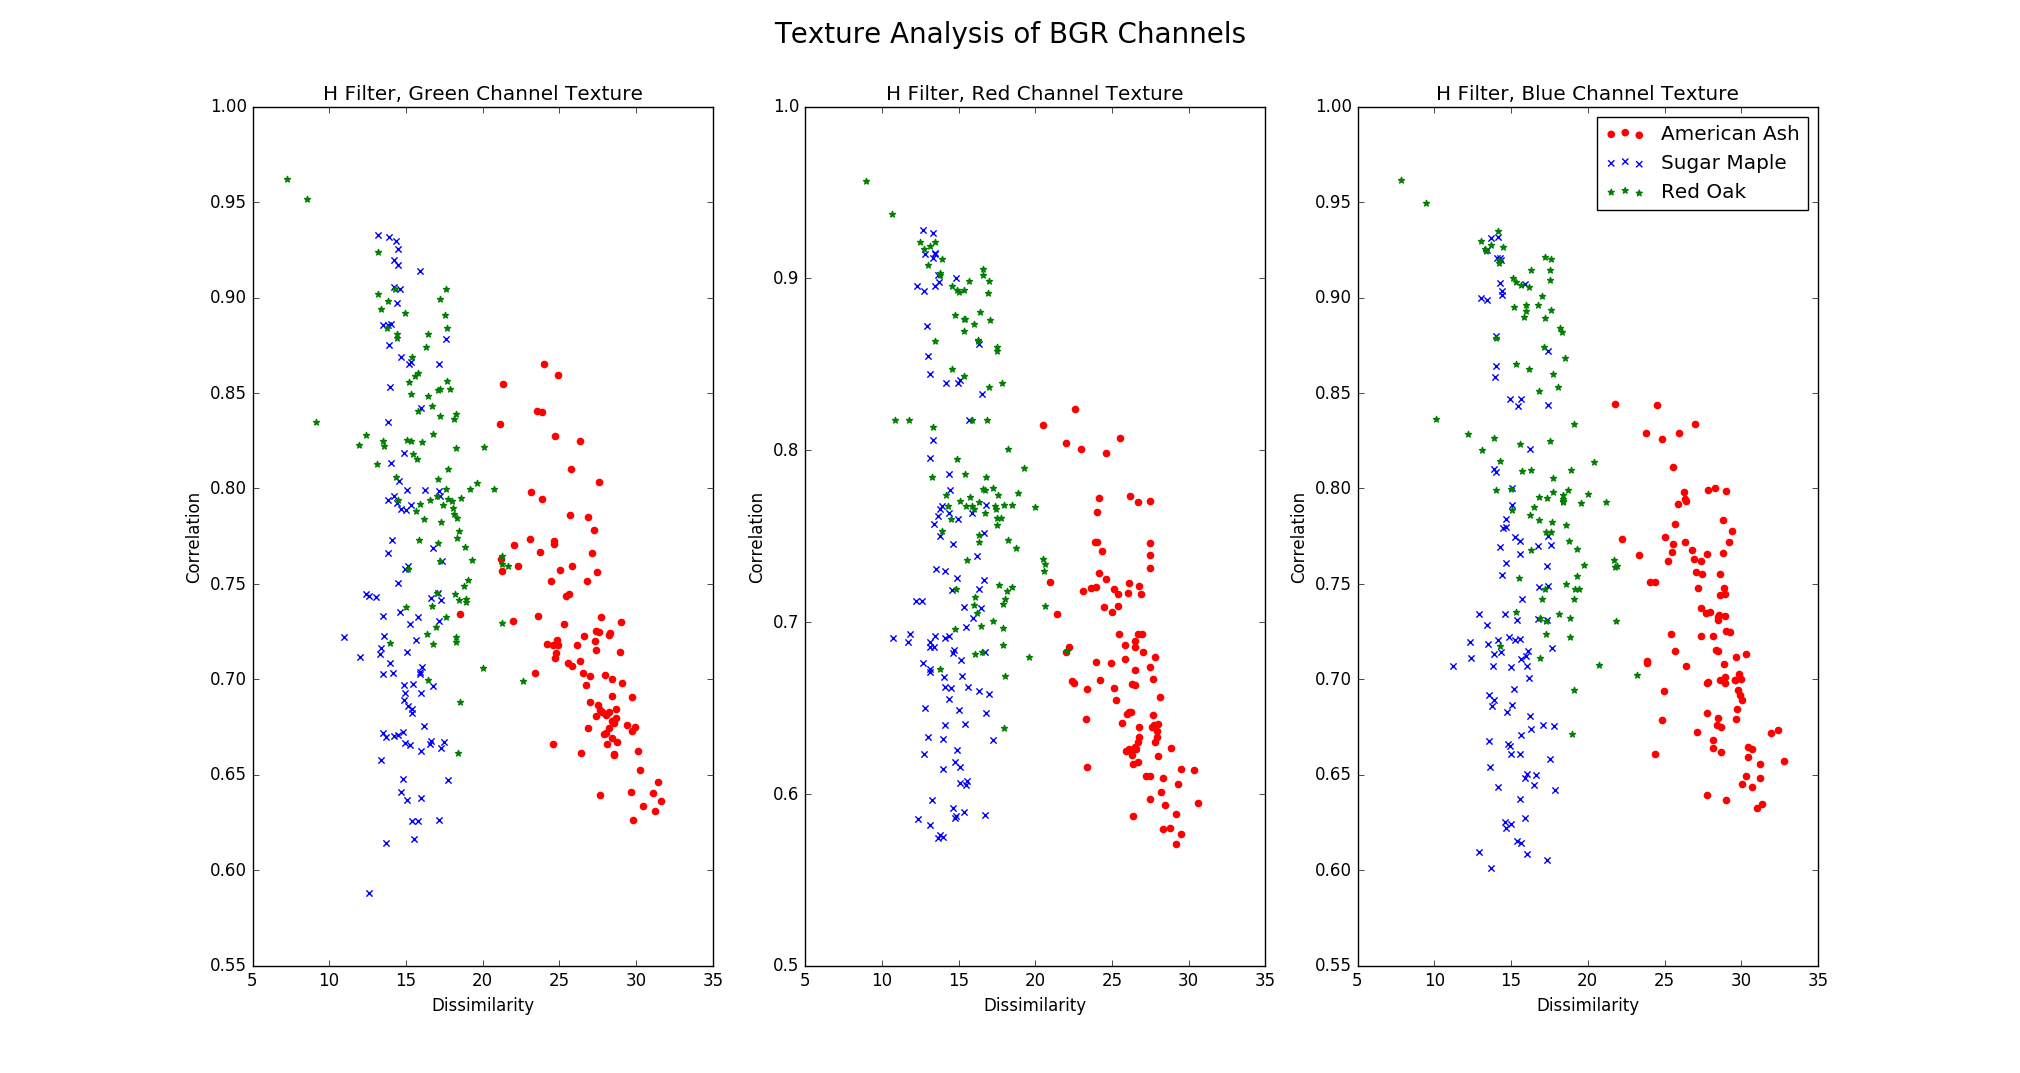 Texture Analysis of BGR Channels
H Filter, Green Channel Texture
1.00
0.95
0.90
0.85
0.80
0.75
0.70
0.65
0.60
0.55
Correlation
5 10 15 20 25 30 35
Dissimilarity
H Filter, Red Channel Texture
1.0
0.9
0.8
0.7
0.6
0.5
Correlation
5 10 15 20 25 30 35
Dissimilarity
H Filter, Blue Channel Texture
1.00
0.95
0.90
0.85
0.80
0.75
0.70
0.65
0.60
0.55
Correlation
5 10 15 20 25 30 35
Dissimilarity
American Ash
Sugar Maple
Red Oak